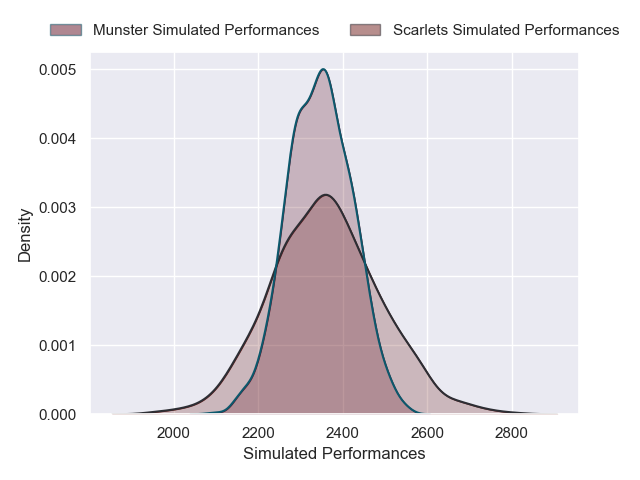 Munster Simulated Performances
Scarlets Simulated Performances
0.005
0.004
0.003
0.002
0.001
0.000
Density
2000 2200 2400 2600 2800
Simulated Performances